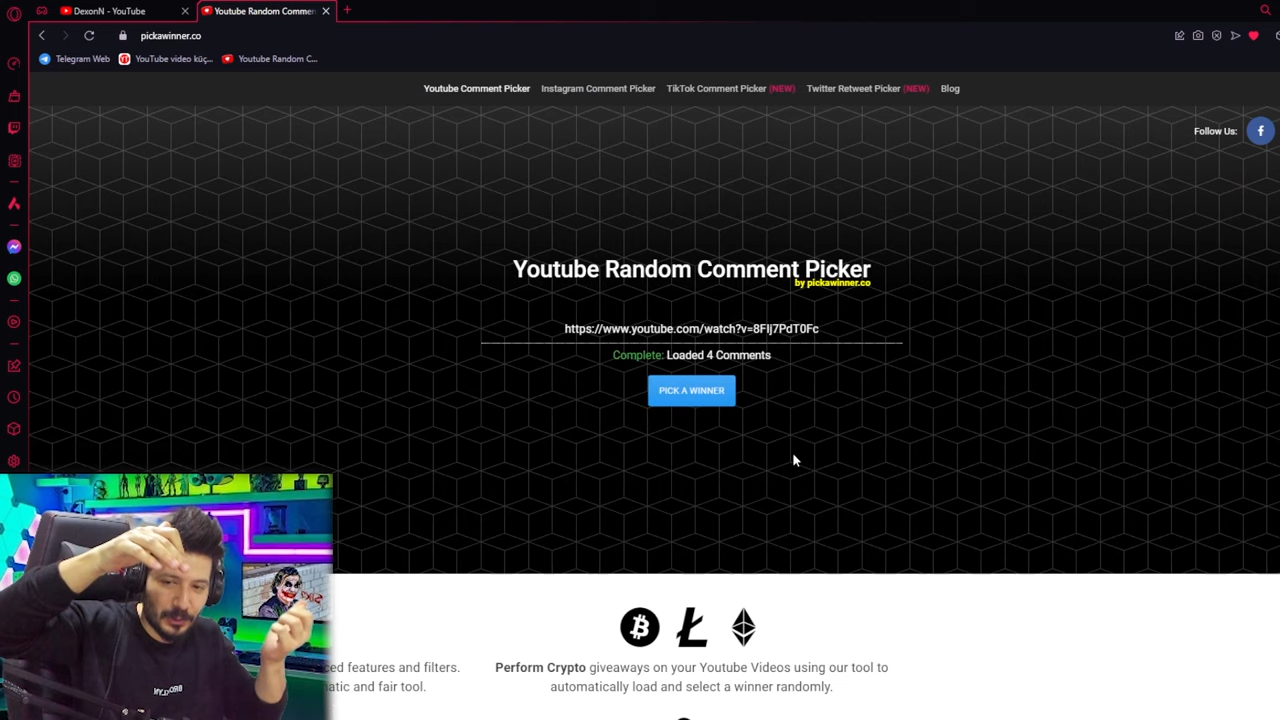 DexonN - YouTube
Youtube Random Commen
pickawinner.co
Telegram Web
YouTube video küç...
Youtube Random C...
Youtube Comment Picker
Instagram Comment Picker
TikTok Comment Picker (NEW)
Twitter Retweet Picker (NEW)
Blog
Follow Us:
Youtube Random Comment Picker
by pickawinner.co
https://www.youtube.com/watch?v=8FIj7PdT0Fc
Complete: Loaded 4 Comments
PICK A WINNER
ced features and filters.
natic and fair tool.
Perform Crypto giveaways on your Youtube Videos using our tool to
automatically load and select a winner randomly.